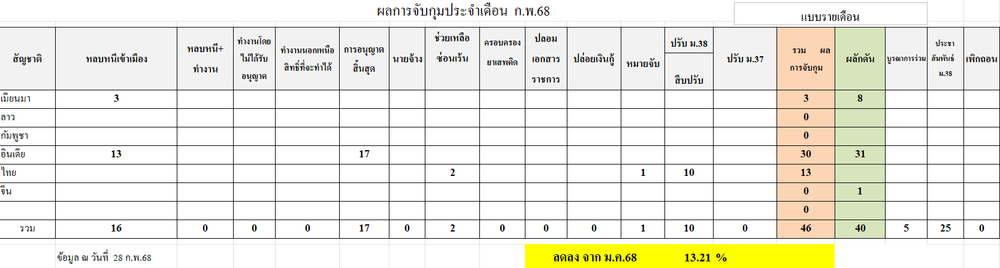 ผลการจับกุมประจำเดือน ก.พ.68
แบบรายเดือน
สัญชาติ หลบหนีเข้าเมือง หลบหนี+ทำงาน ทำงานโดยไม่ได้รับอนุญาต ทำงานนอกเหนือสิทธิ์ที่จะทำได้ การอนุญาตสิ้นสุด นายจ้าง ช่วยเหลือซ่อนเร้น ครอบครองยาเสพติด ปลอมเอกสารราชการ ปล่อยเงินกู้ หมายจับ ปรับ ม.38 สืบปรับ ปรับ ม.37 รวม ผลการจับกุม ผลักดัน บูรณาการร่วม ประชาสัมพันธ์ ม.38 เพิกถอน
เมียนมา 3 3 8
ลาว 0
กัมพูชา 0
อินเดีย 13 17 30 31
ไทย 2 1 10 13
จีน 0 1
0
รวม 16 0 0 0 17 0 2 0 0 0 1 10 0 46 40 5 25 0
ข้อมูล ณ วันที่ 28 ก.พ.68
ลดลง จาก ม.ค.68 13.21 %